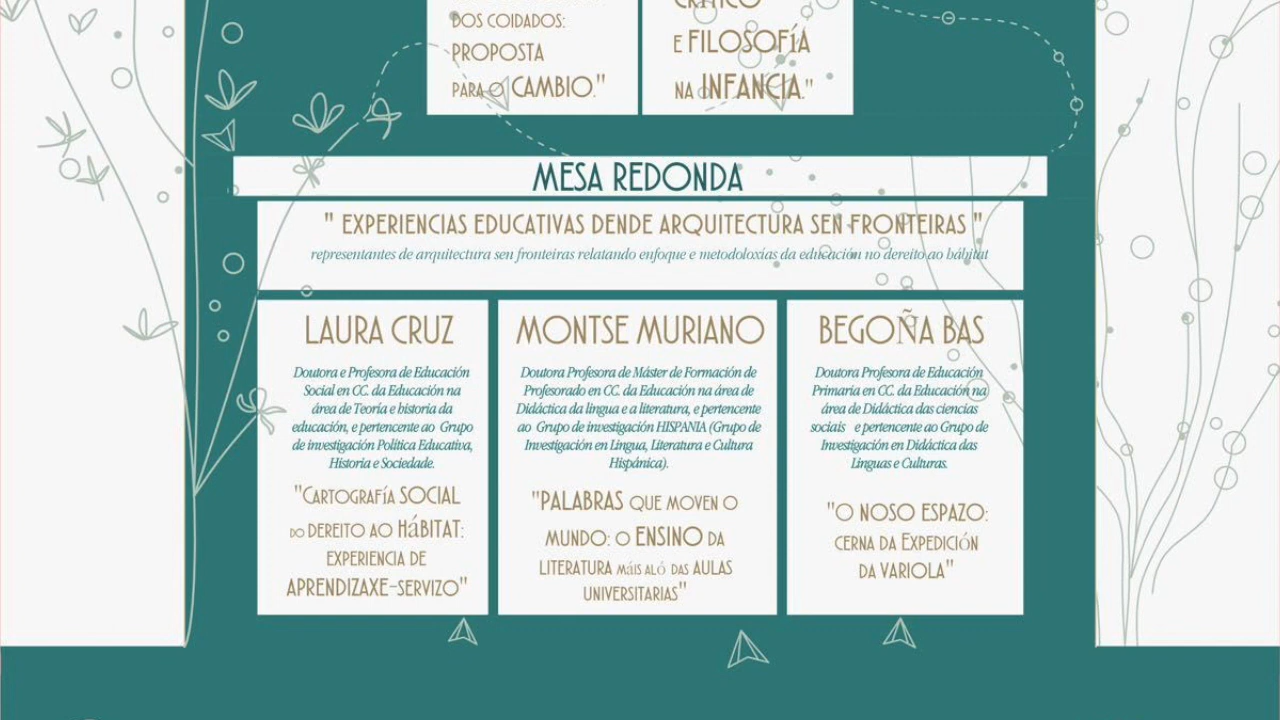 DOS COIDADOS:
PROPOSTA
PARA O CAMBIO."
CRÍTICO
E FILOSOFÍA
NA INFANCIA."
MESA REDONDA
" EXPERIENCIAS EDUCATIVAS DENDE ARQUITECTURA SEN FRONTEIRAS "
representantes de arquitectura sen fronteiras relatando enfoque e metodoloxías da educación no dereito ao hábitat
LAURA CRUZ
Doutora e Profesora de Educación
Social en CC. da Educación na
área de Teoría e historia da
educación, e pertencente ao Grupo
de investigación Política Educativa,
Historia e Sociedade.
"CARTOGRAFÍA SOCIAL
DO DEREITO AO HÁBITAT:
EXPERIENCIA DE
APRENDIZAXE-SERVIZO"
MONTSE MURIANO
Doutora Profesora de Máster de Formación de
Profesorado en CC. da Educación na área de
Didáctica da lingua e a literatura, e pertencente
ao Grupo de investigación HISPANIA (Grupo de
Investigación en Lingua, Literatura e Cultura
Hispánica).
"PALABRAS QUE MOVEN O
MUNDO: O ENSINO DA
LITERATURA MÁIS ALÓ DAS AULAS
UNIVERSITARIAS"
BEGOÑA BAS
Doutora Profesora de Educación
Primaria en CC. da Educación na
área de Didáctica das ciencias
sociais e pertencente ao Grupo de
Investigación en Didáctica das
Linguas e Culturas.
"O NOSO ESPAZO:
CERNA DA EXPEDICIÓN
DA VARIOLA"